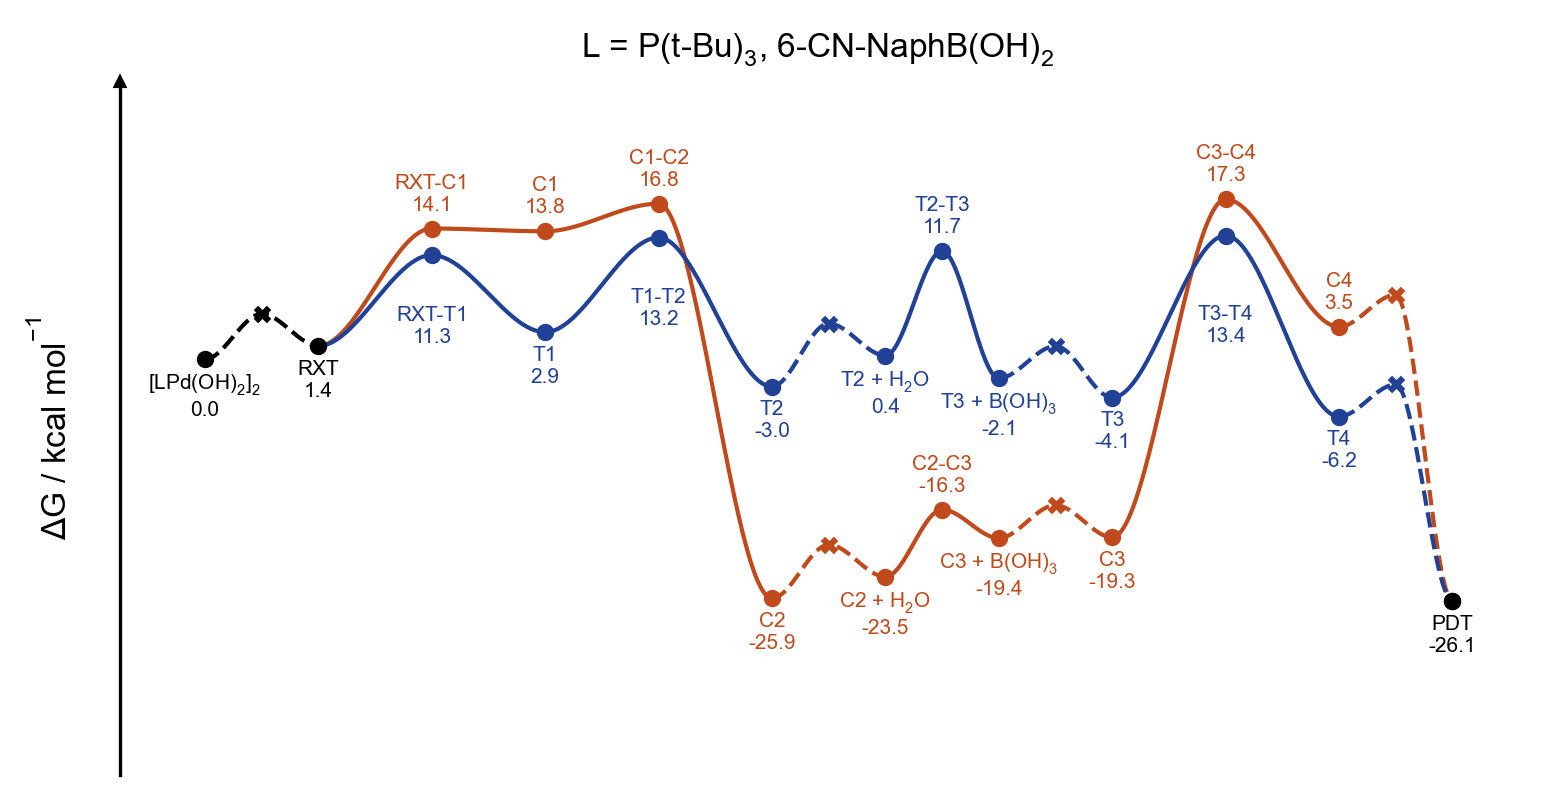 L = P(t-Bu)₃, 6-CN-NaphB(OH)₂
ΔG / kcal mol⁻¹
[LPd(OH)₂]₂
0.0
RXT
1.4
RXT-C1
14.1
RXT-T1
11.3
C1
13.8
T1
2.9
C1-C2
16.8
T1-T2
13.2
T2
-3.0
C2
-25.9
T2 + H₂O
0.4
C2 + H₂O
-23.5
T2-T3
11.7
C2-C3
-16.3
T3 + B(OH)₃
-2.1
C3 + B(OH)₃
-19.4
T3
-4.1
C3
-19.3
C3-C4
17.3
T3-T4
13.4
C4
3.5
T4
-6.2
PDT
-26.1